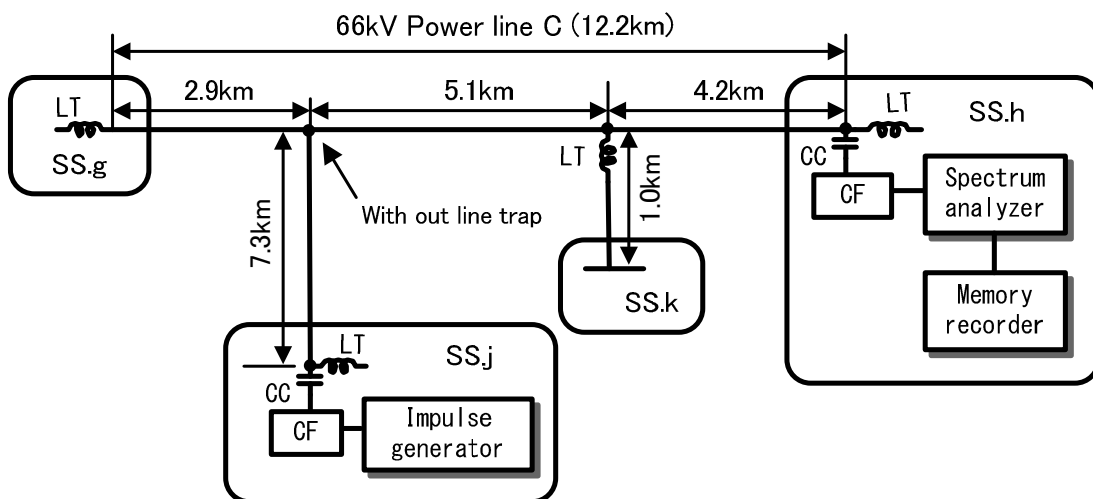 66kV Power line C (12.2km)
2.9km
5.1km
4.2km
LT
SS.g
LT
SS.h
CC
CF
Spectrum
analyzer
Memory
recorder
LT
1.0km
With out line trap
7.3km
SS.k
SS.j
LT
CC
CF
Impulse
generator